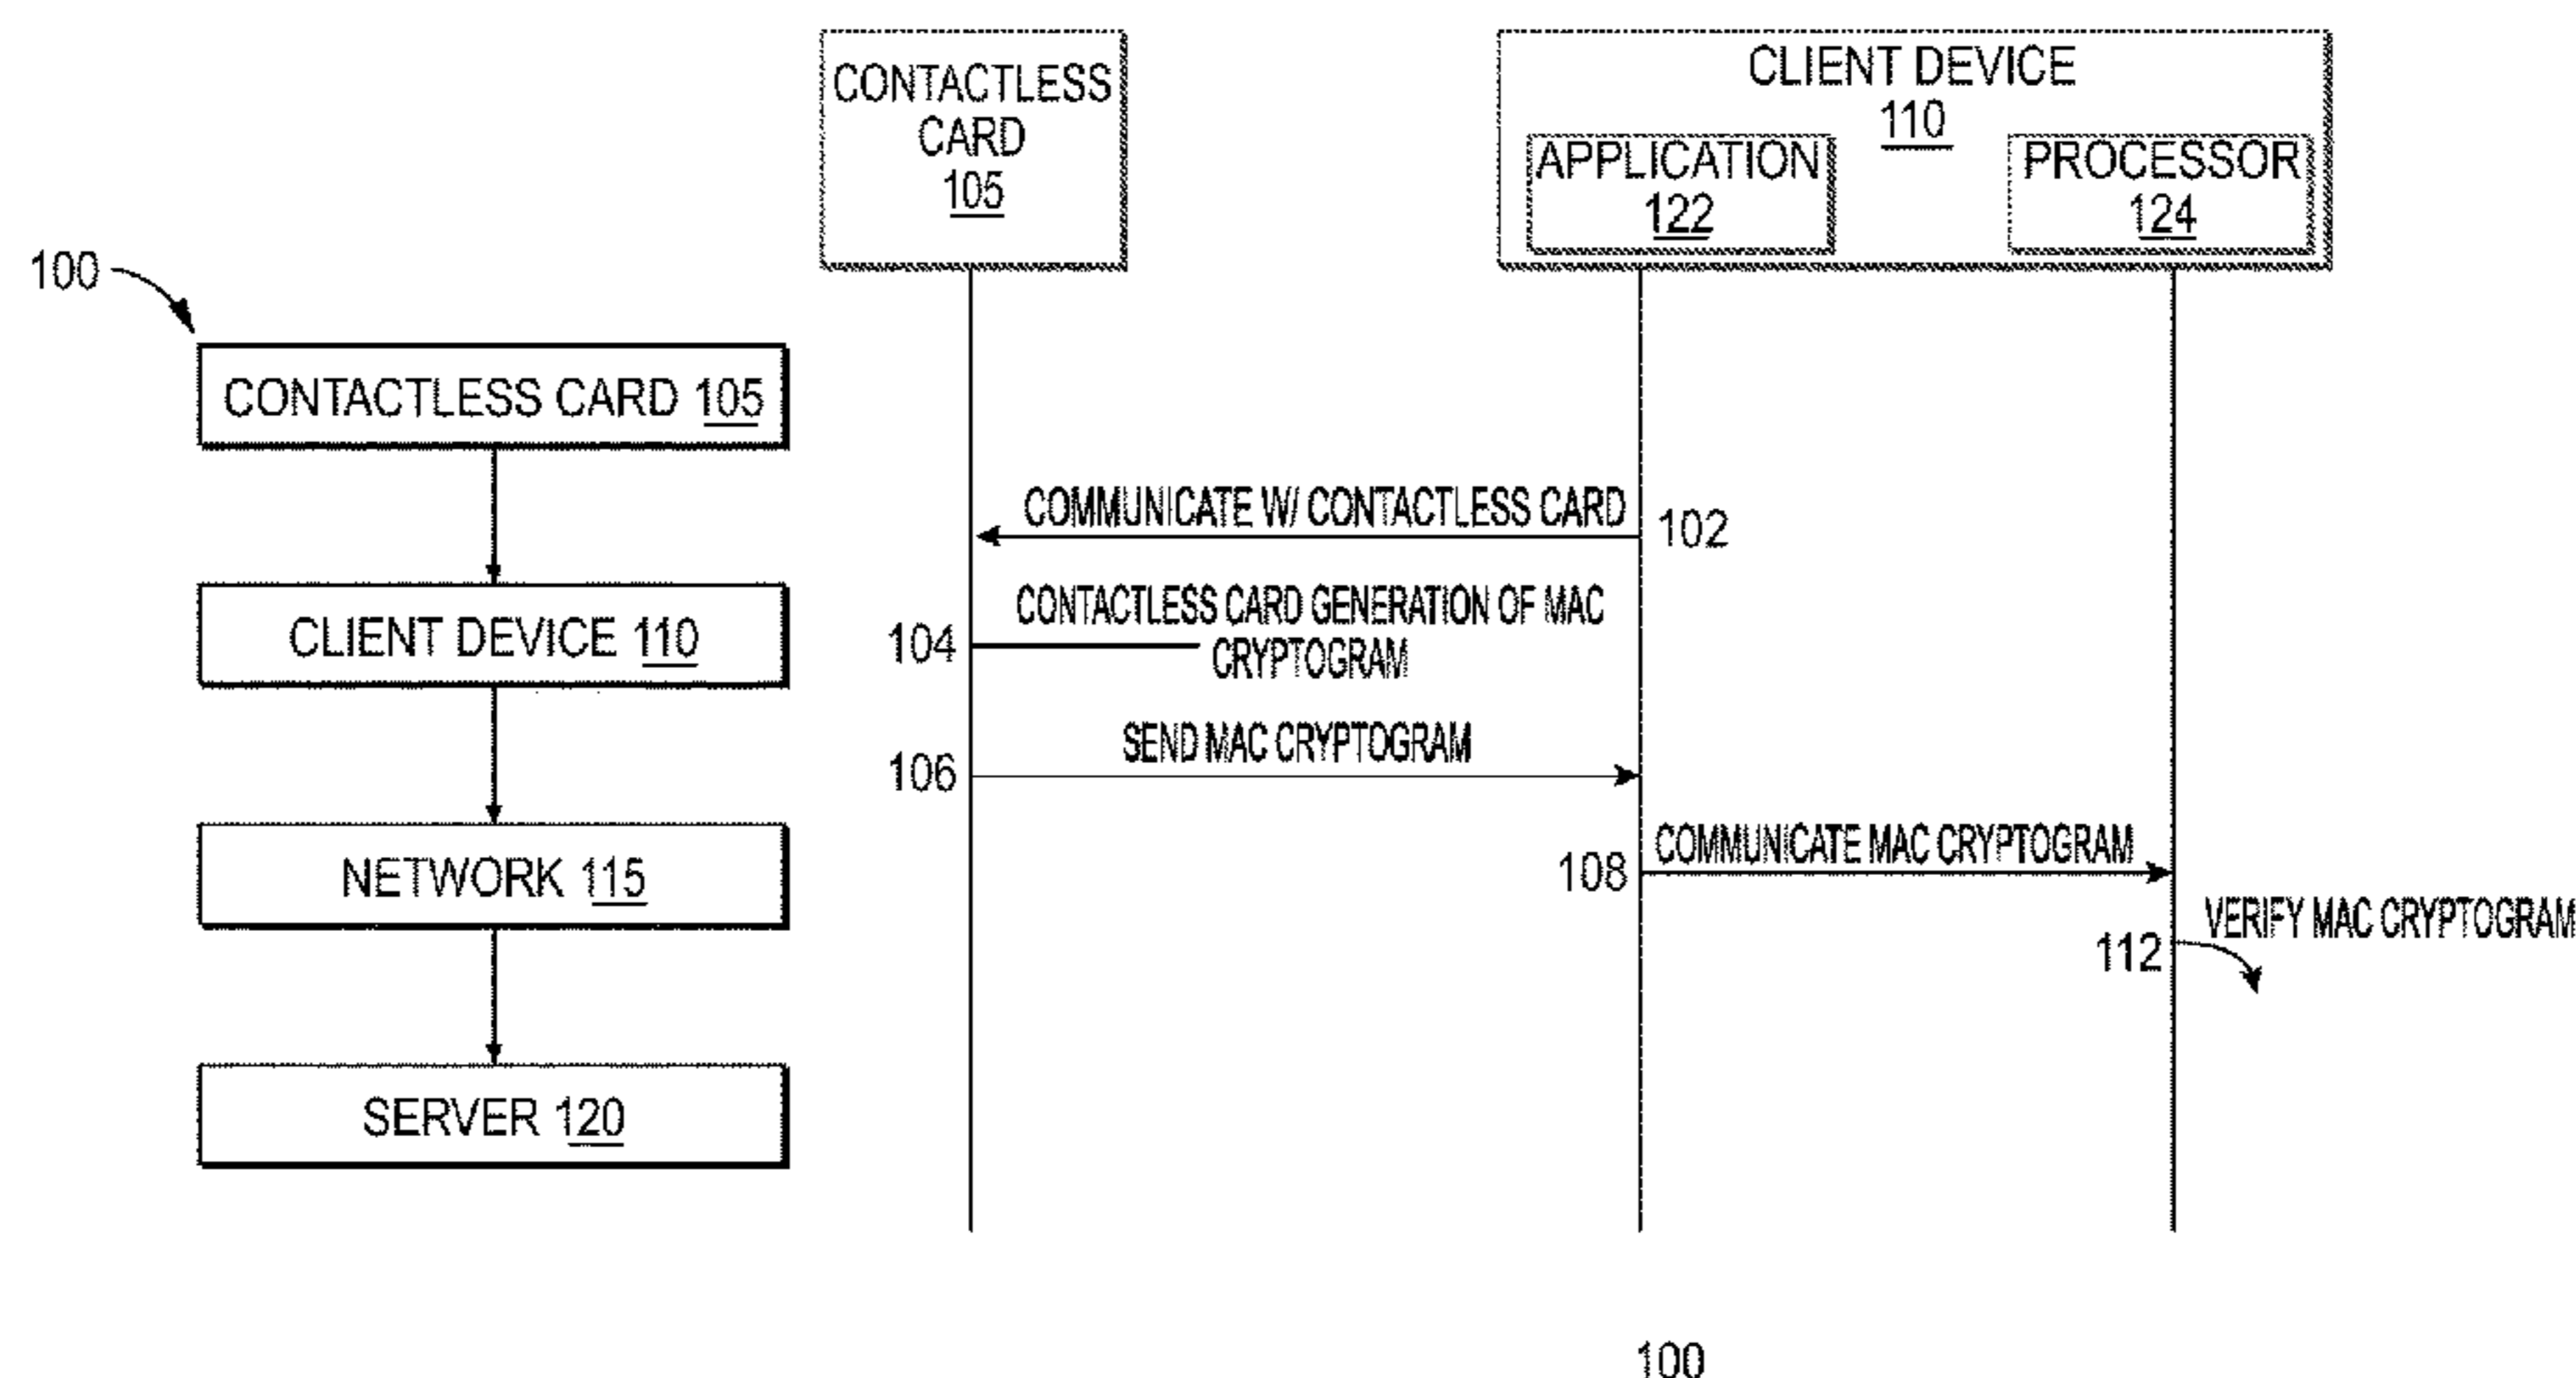 100
CONTACTLESS CARD 105
CLIENT DEVICE 110
NETWORK 115
SERVER 120
CONTACTLESS
CARD
105
CLIENT DEVICE
110
APPLICATION
122
PROCESSOR
124
COMMUNICATE W/ CONTACTLESS CARD
102
CONTACTLESS CARD GENERATION OF MAC
104
CRYPTOGRAM
SEND MAC CRYPTOGRAM
106
COMMUNICATE MAC CRYPTOGRAM
108
VERIFY MAC CRYPTOGRAM
112
100